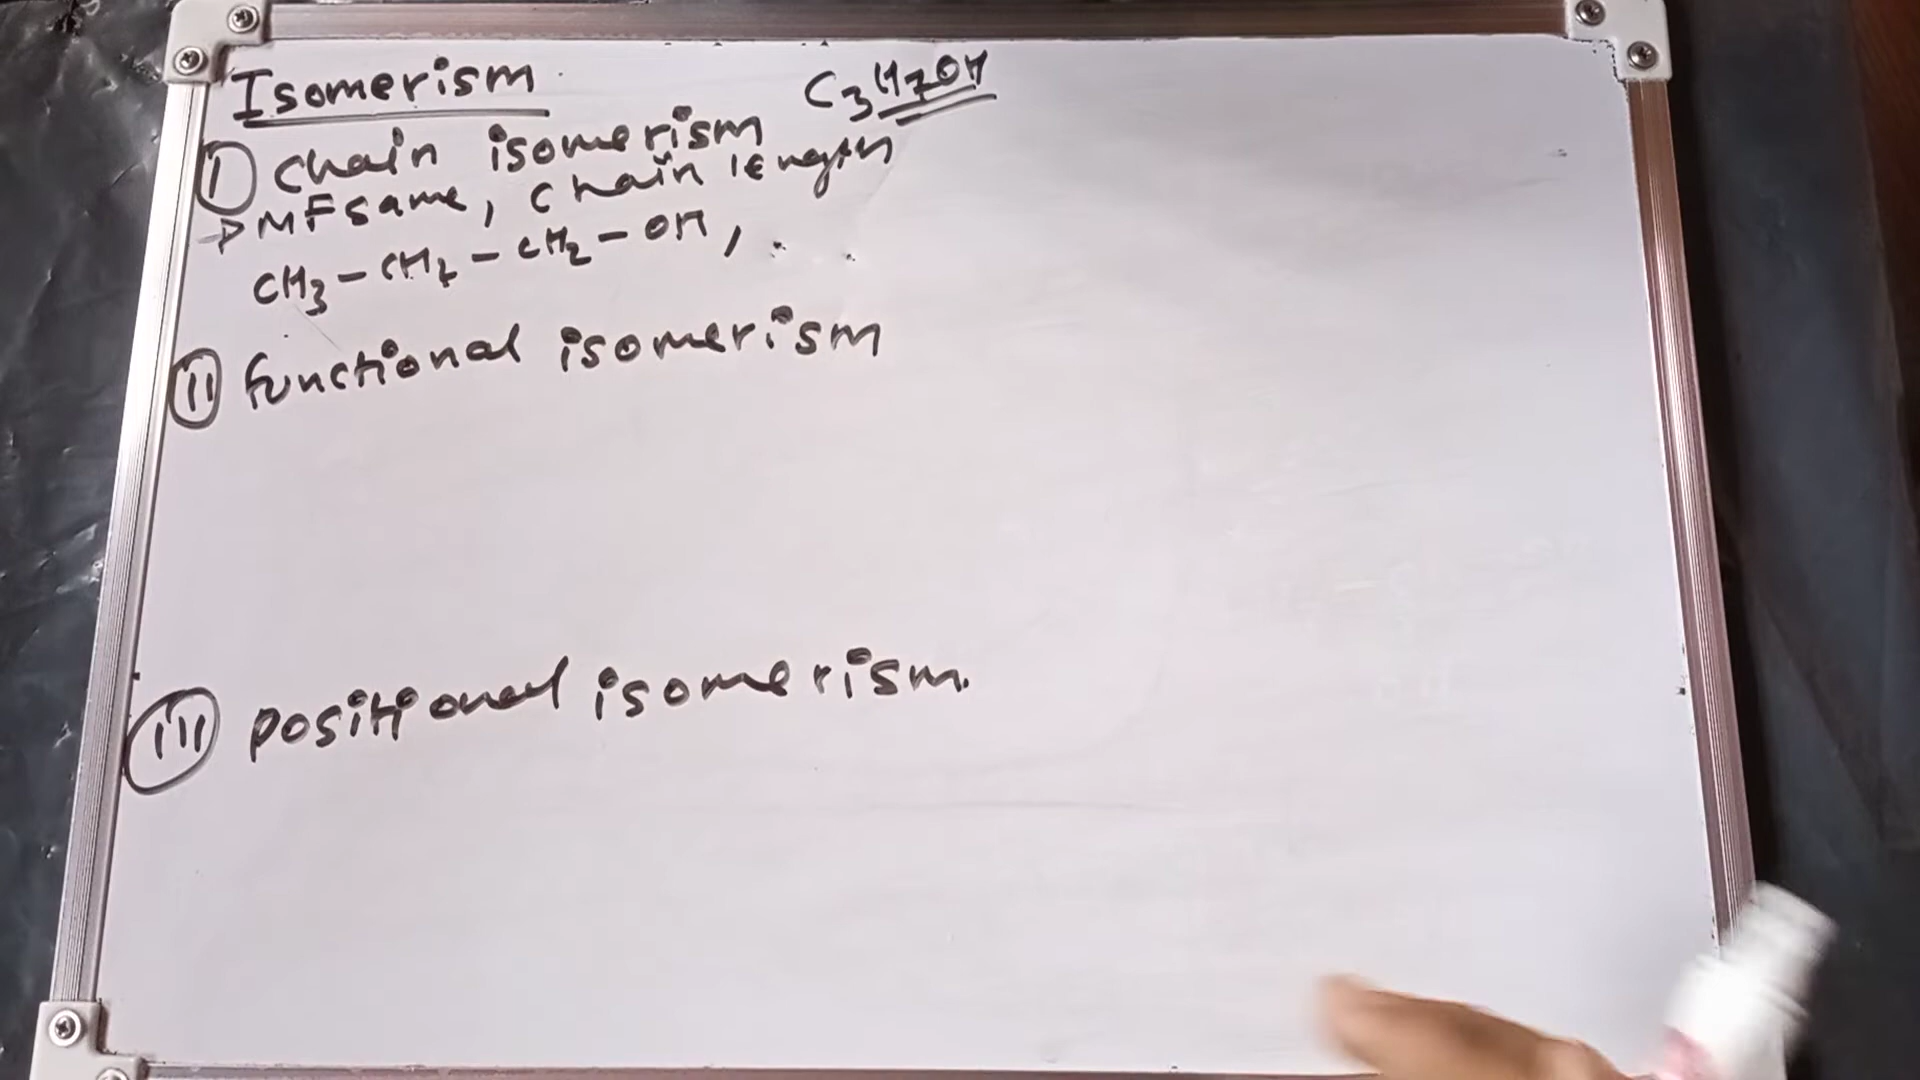 Isomerism
C3H7OH
I chain isomerism
→ MF same, chain length
CH3 - CH2 - CH2 - OH,
II functional isomerism
III positional isomerism.